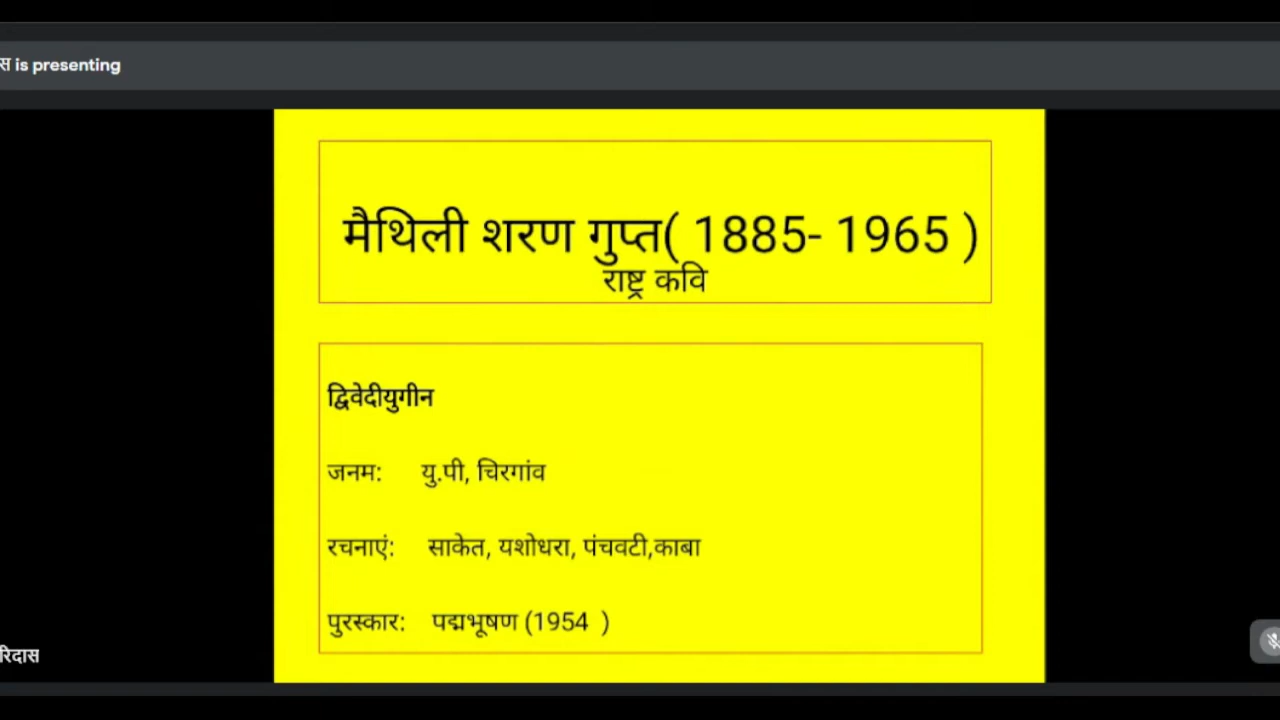 स is presenting
मैथिली शरण गुप्त( 1885- 1965 )
राष्ट्र कवि
द्विवेदीयुगीन
जनम: यु.पी, चिरगांव
रचनाएं: साकेत, यशोधरा, पंचवटी,काबा
पुरस्कार: पद्मभूषण (1954 )
रिदास